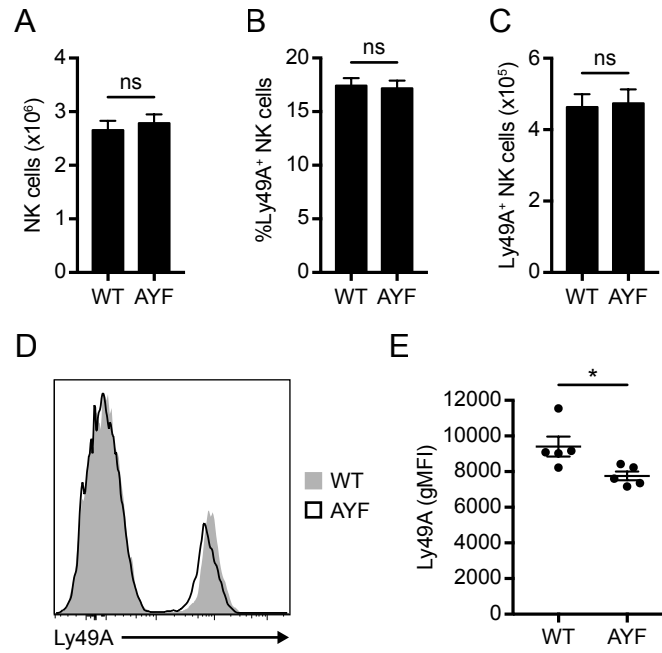 A
NK cells (x10⁶)
4
3
2
1
0
ns
WT AYF
B
%Ly49A⁺ NK cells
20
15
10
5
0
ns
WT AYF
C
Ly49A⁺ NK cells (x10⁵)
6
4
2
0
ns
WT AYF
D
Ly49A
WT
AYF
E
Ly49A (gMFI)
12000
10000
8000
6000
4000
2000
0
*
WT AYF